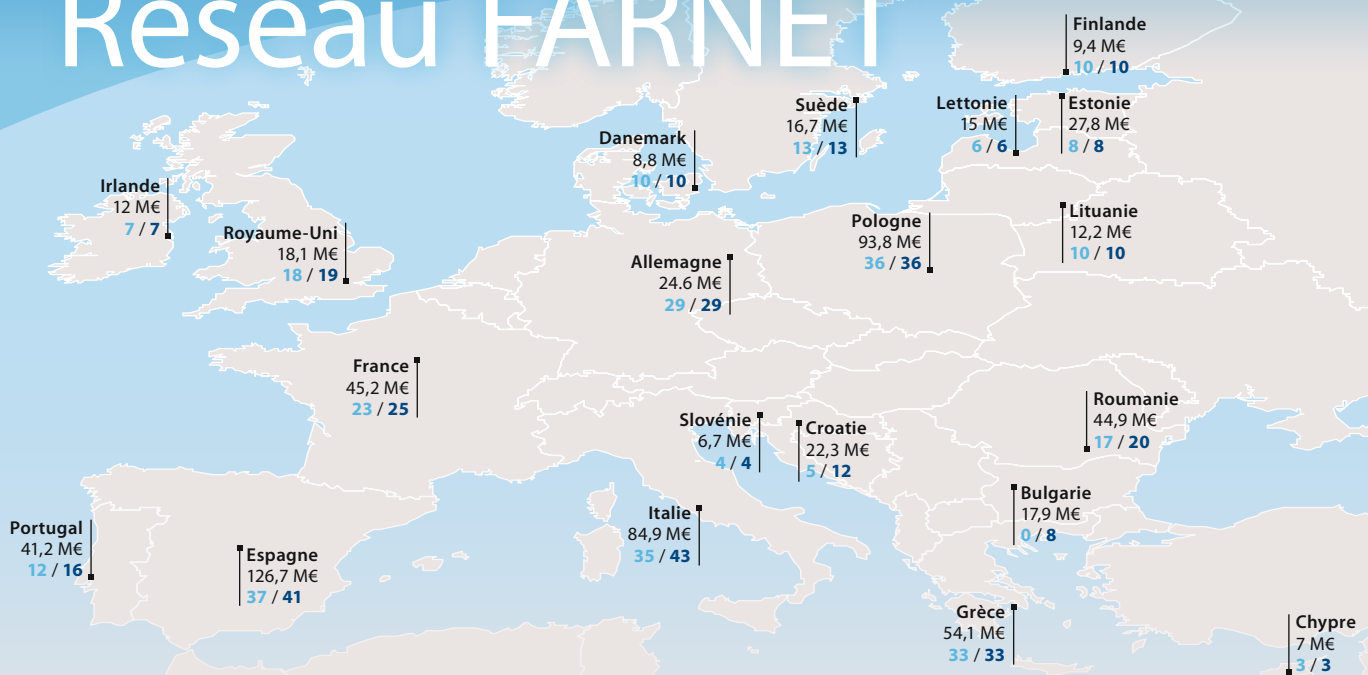 Réseau FARNET
Finlande
9,4 M€
10 / 10
Suède
16,7 M€
13 / 13
Lettonie
15 M€
6 / 6
Estonie
27,8 M€
8 / 8
Danemark
8,8 M€
10 / 10
Irlande
12 M€
7 / 7
Royaume-Uni
18,1 M€
18 / 19
Pologne
93,8 M€
36 / 36
Lituanie
12,2 M€
10 / 10
Allemagne
24.6 M€
29 / 29
France
45,2 M€
23 / 25
Slovénie
6,7 M€
4 / 4
Croatie
22,3 M€
5 / 12
Roumanie
44,9 M€
17 / 20
Bulgarie
17,9 M€
0 / 8
Italie
84,9 M€
35 / 43
Portugal
41,2 M€
12 / 16
Espagne
126,7 M€
37 / 41
Grèce
54,1 M€
33 / 33
Chypre
7 M€
3 / 3